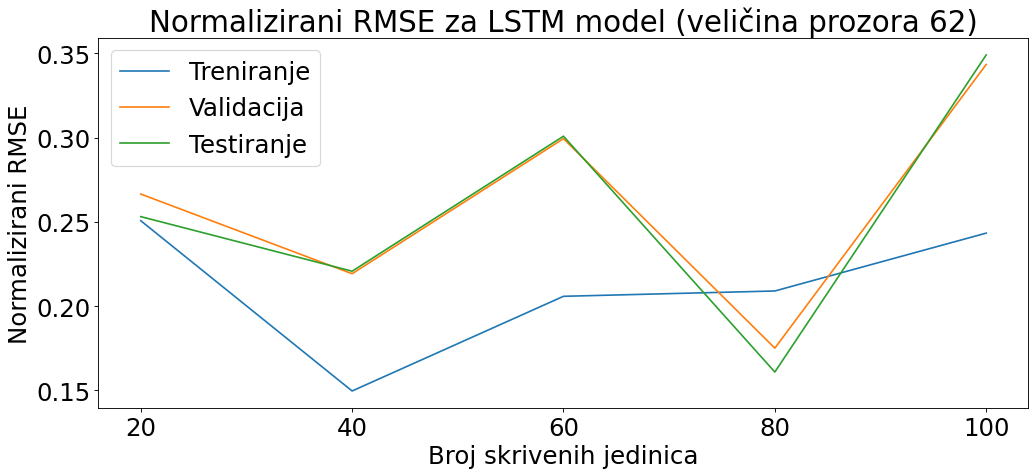 Normalizirani RMSE za LSTM model (veličina prozora 62)
Treniranje
Validacija
Testiranje
Normalizirani RMSE
0.35
0.30
0.25
0.20
0.15
20 40 60 80 100
Broj skrivenih jedinica